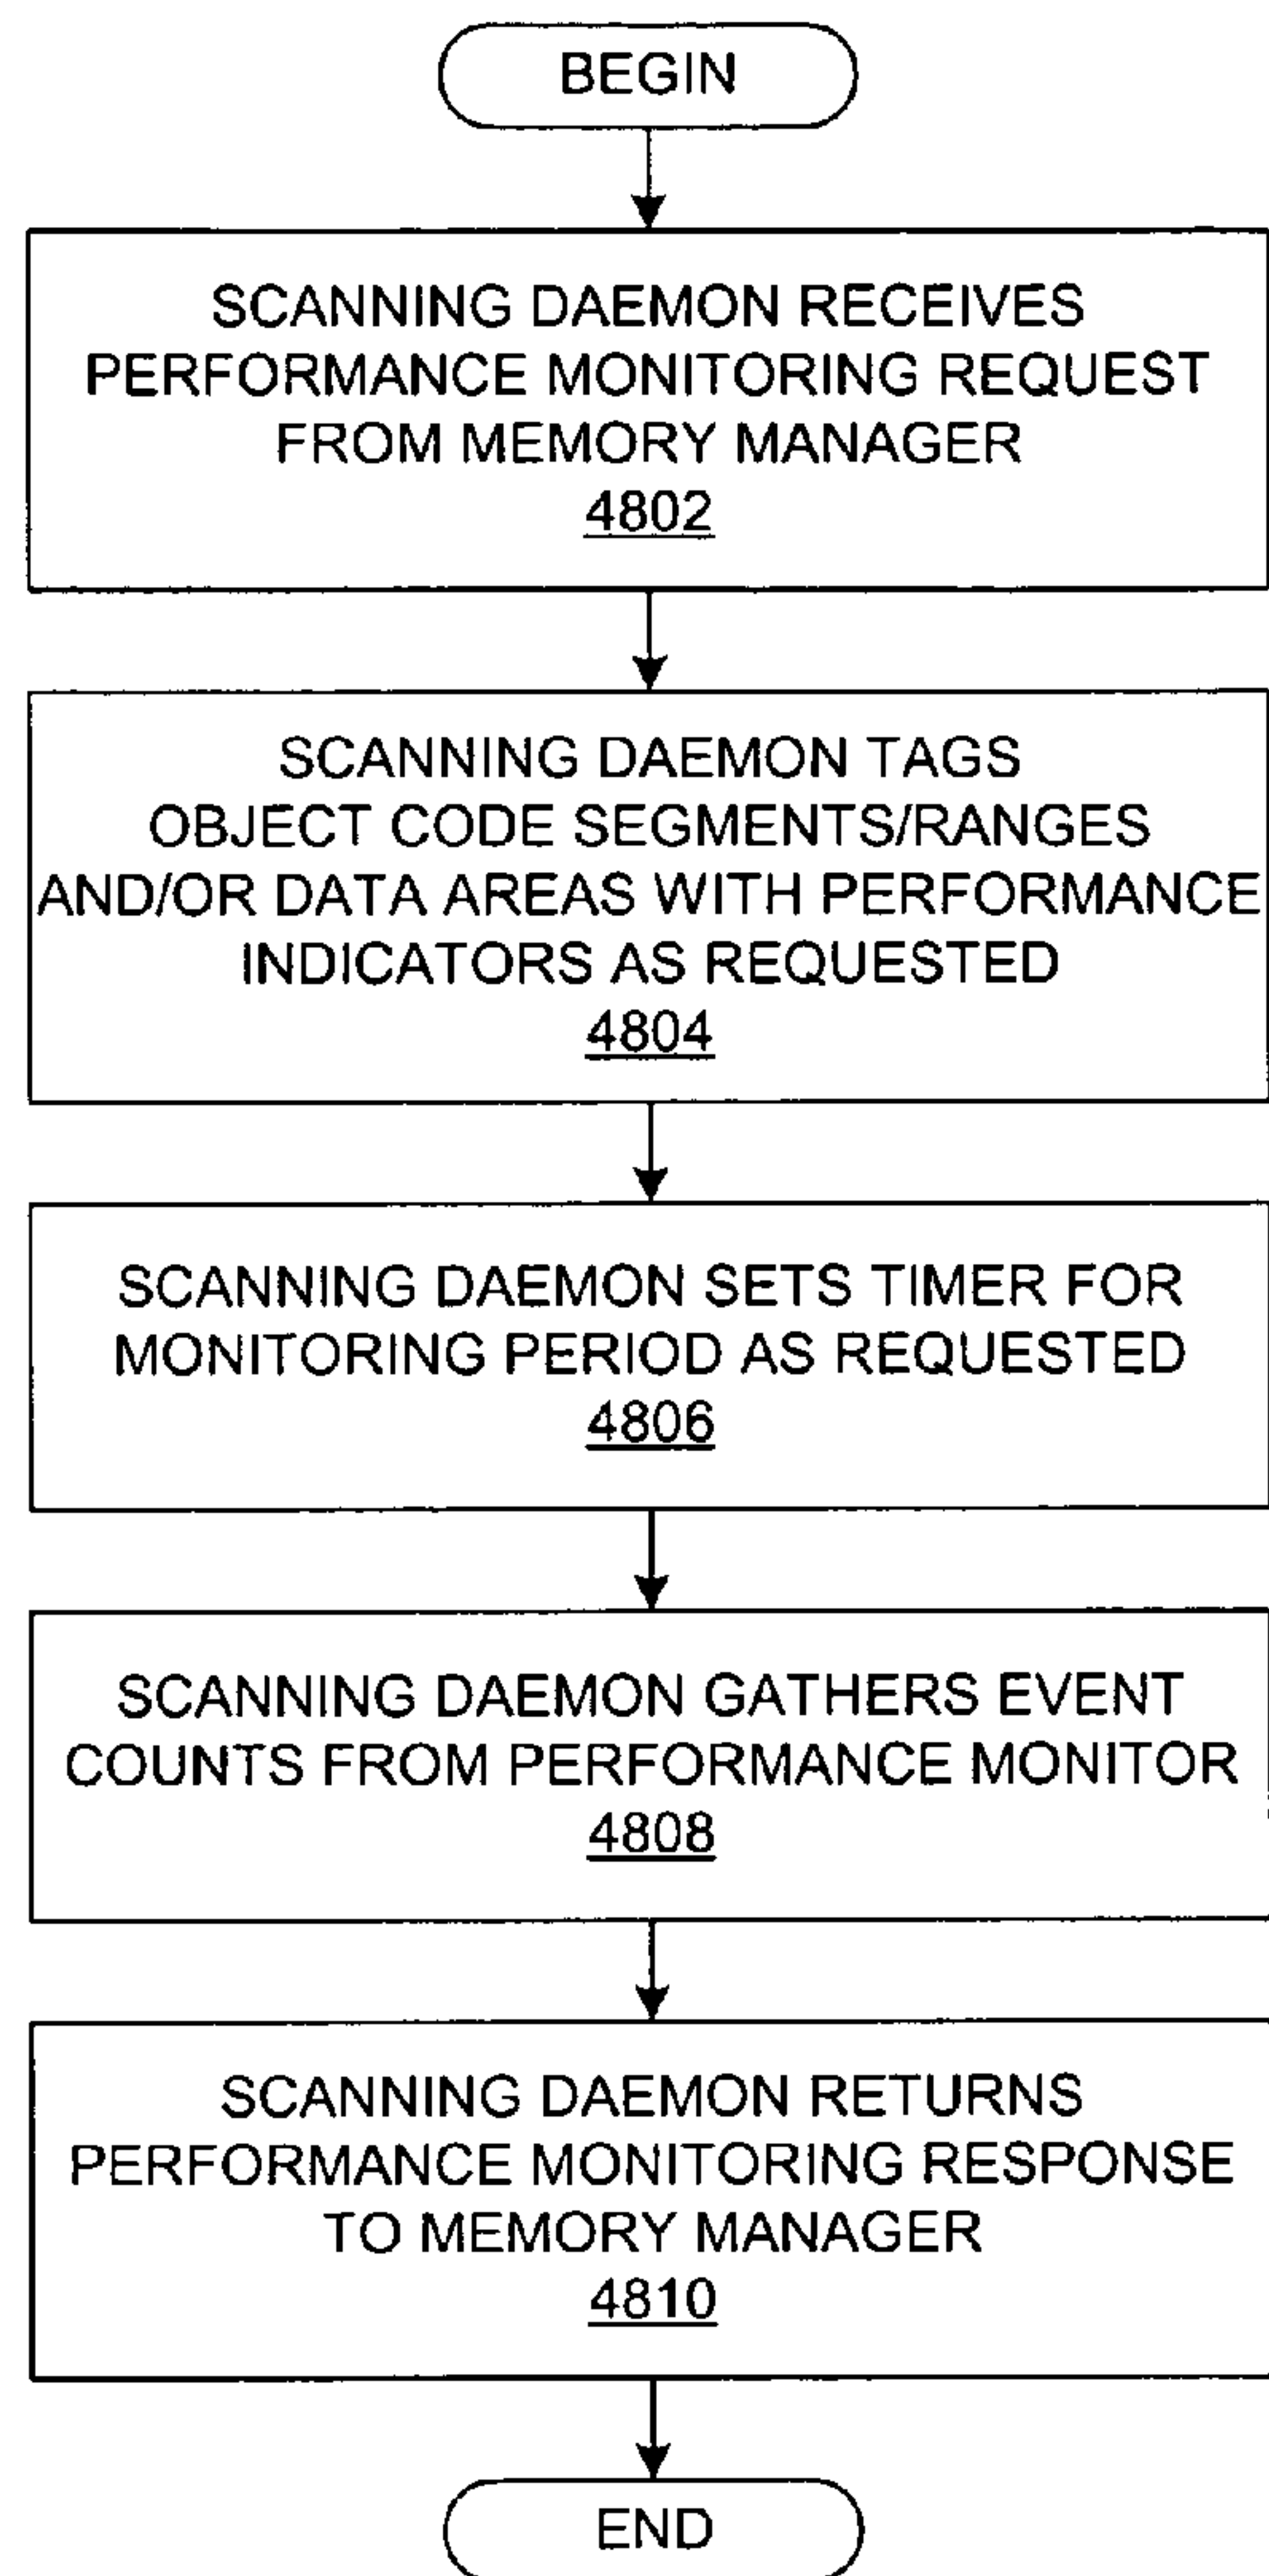 BEGIN
SCANNING DAEMON RECEIVES
PERFORMANCE MONITORING REQUEST
FROM MEMORY MANAGER
4802
SCANNING DAEMON TAGS
OBJECT CODE SEGMENTS/RANGES
AND/OR DATA AREAS WITH PERFORMANCE
INDICATORS AS REQUESTED
4804
SCANNING DAEMON SETS TIMER FOR
MONITORING PERIOD AS REQUESTED
4806
SCANNING DAEMON GATHERS EVENT
COUNTS FROM PERFORMANCE MONITOR
4808
SCANNING DAEMON RETURNS
PERFORMANCE MONITORING RESPONSE
TO MEMORY MANAGER
4810
END